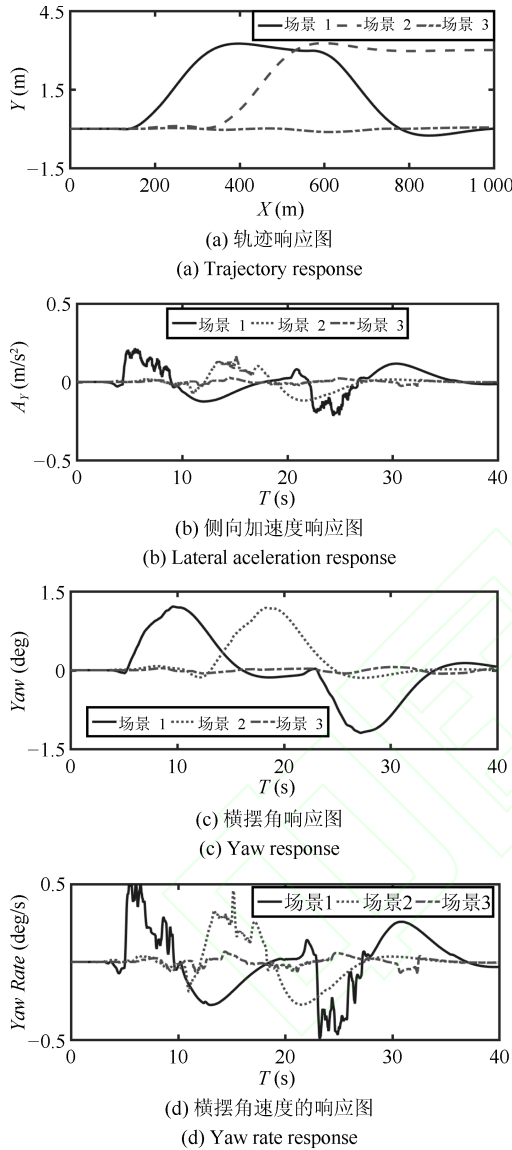 4.5
场景 1 场景 2 场景 3
1.5
Y (m)
−1.5
0 200 400 600 800 1 000
X (m)
(a) 轨迹响应图
(a) Trajectory response
0.5
场景 1 场景 2 场景 3
0
A_Y (m/s²)
−0.5
0 10 20 30 40
T (s)
(b) 侧向加速度响应图
(b) Lateral aceleration response
1.5
0
Yaw (deg)
场景 1 场景 2 场景 3
−1.5
0 10 20 30 40
T (s)
(c) 横摆角响应图
(c) Yaw response
0.5
场景1 场景2 场景3
0
Yaw Rate (deg/s)
−0.5
0 10 20 30 40
T (s)
(d) 横摆角速度的响应图
(d) Yaw rate response